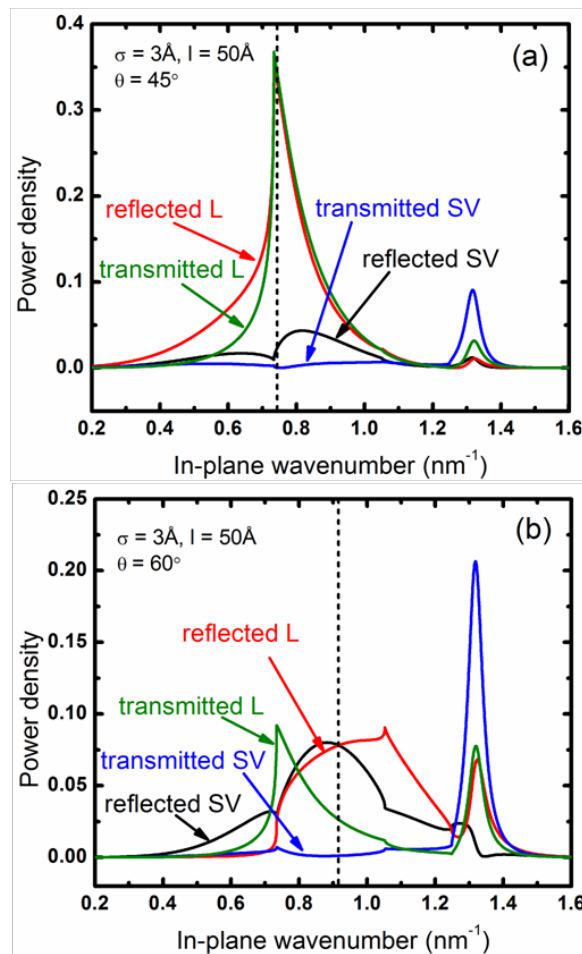 0.4
0.3
0.2
0.1
0.0
Power density
σ = 3Å, l = 50Å
θ = 45°
(a)
reflected L
transmitted L
transmitted SV
reflected SV
0.2 0.4 0.6 0.8 1.0 1.2 1.4 1.6
In-plane wavenumber (nm⁻¹)
0.25
0.20
0.15
0.10
0.05
0.00
Power density
σ = 3Å, l = 50Å
θ = 60°
(b)
reflected L
transmitted L
transmitted SV
reflected SV
0.2 0.4 0.6 0.8 1.0 1.2 1.4 1.6
In-plane wavenumber (nm⁻¹)